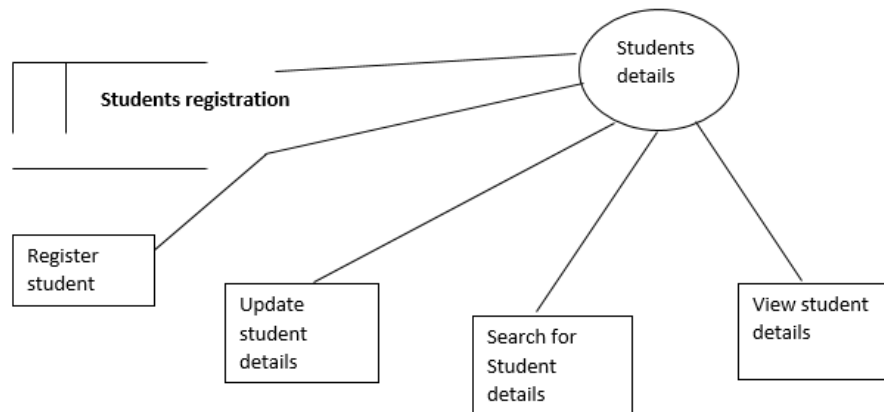 Students
details
Students registration
Register
student
Update
student
details
Search for
Student
details
View student
details